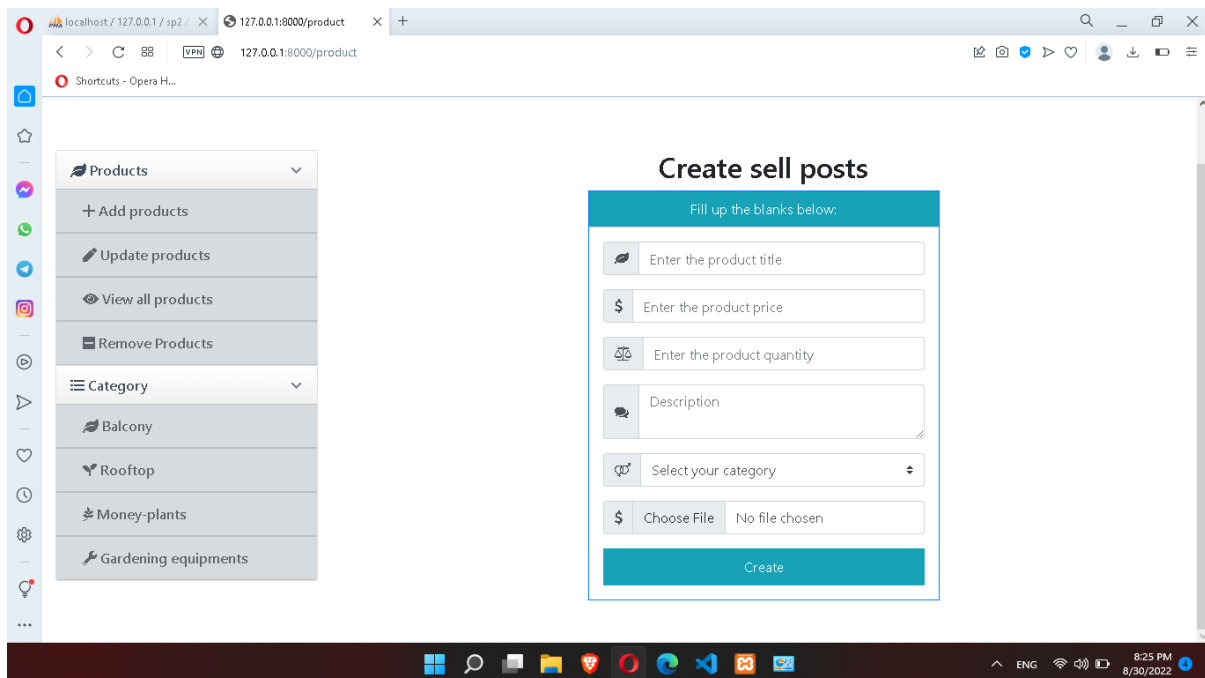 localhost / 127.0.0.1 / sp2 /
127.0.0.1:8000/product
VPN
127.0.0.1:8000/product
Shortcuts - Opera H...
Products
Add products
Update products
View all products
Remove Products
Category
Balcony
Rooftop
Money-plants
Gardening equipments
Create sell posts
Fill up the blanks below:
Enter the product title
$ Enter the product price
Enter the product quantity
Description
Select your category
$ Choose File No file chosen
Create
ENG
8:25 PM
8/30/2022
4